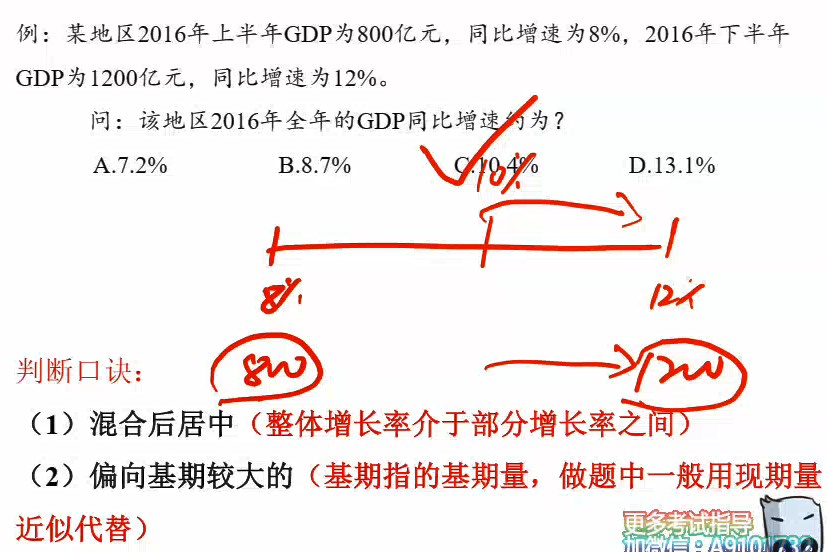 例：某地区2016年上半年GDP为800亿元，同比增速为8%，2016年下半年
GDP为1200亿元，同比增速为12%。
问：该地区2016年全年的GDP同比增速约为？
A.7.2% B.8.7% C.10.4% D.13.1%
10%
8% 12%
800 1200
判断口诀：
（1）混合后居中（整体增长率介于部分增长率之间）
（2）偏向基期较大的（基期指的基期量，做题中一般用现期量
近似代替）
更多考试指导